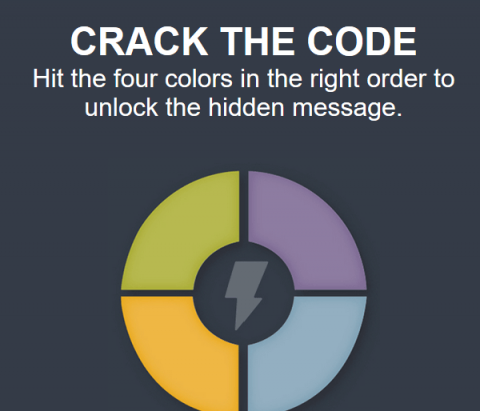 CRACK THE CODE
Hit the four colors in the right order to
unlock the hidden message.